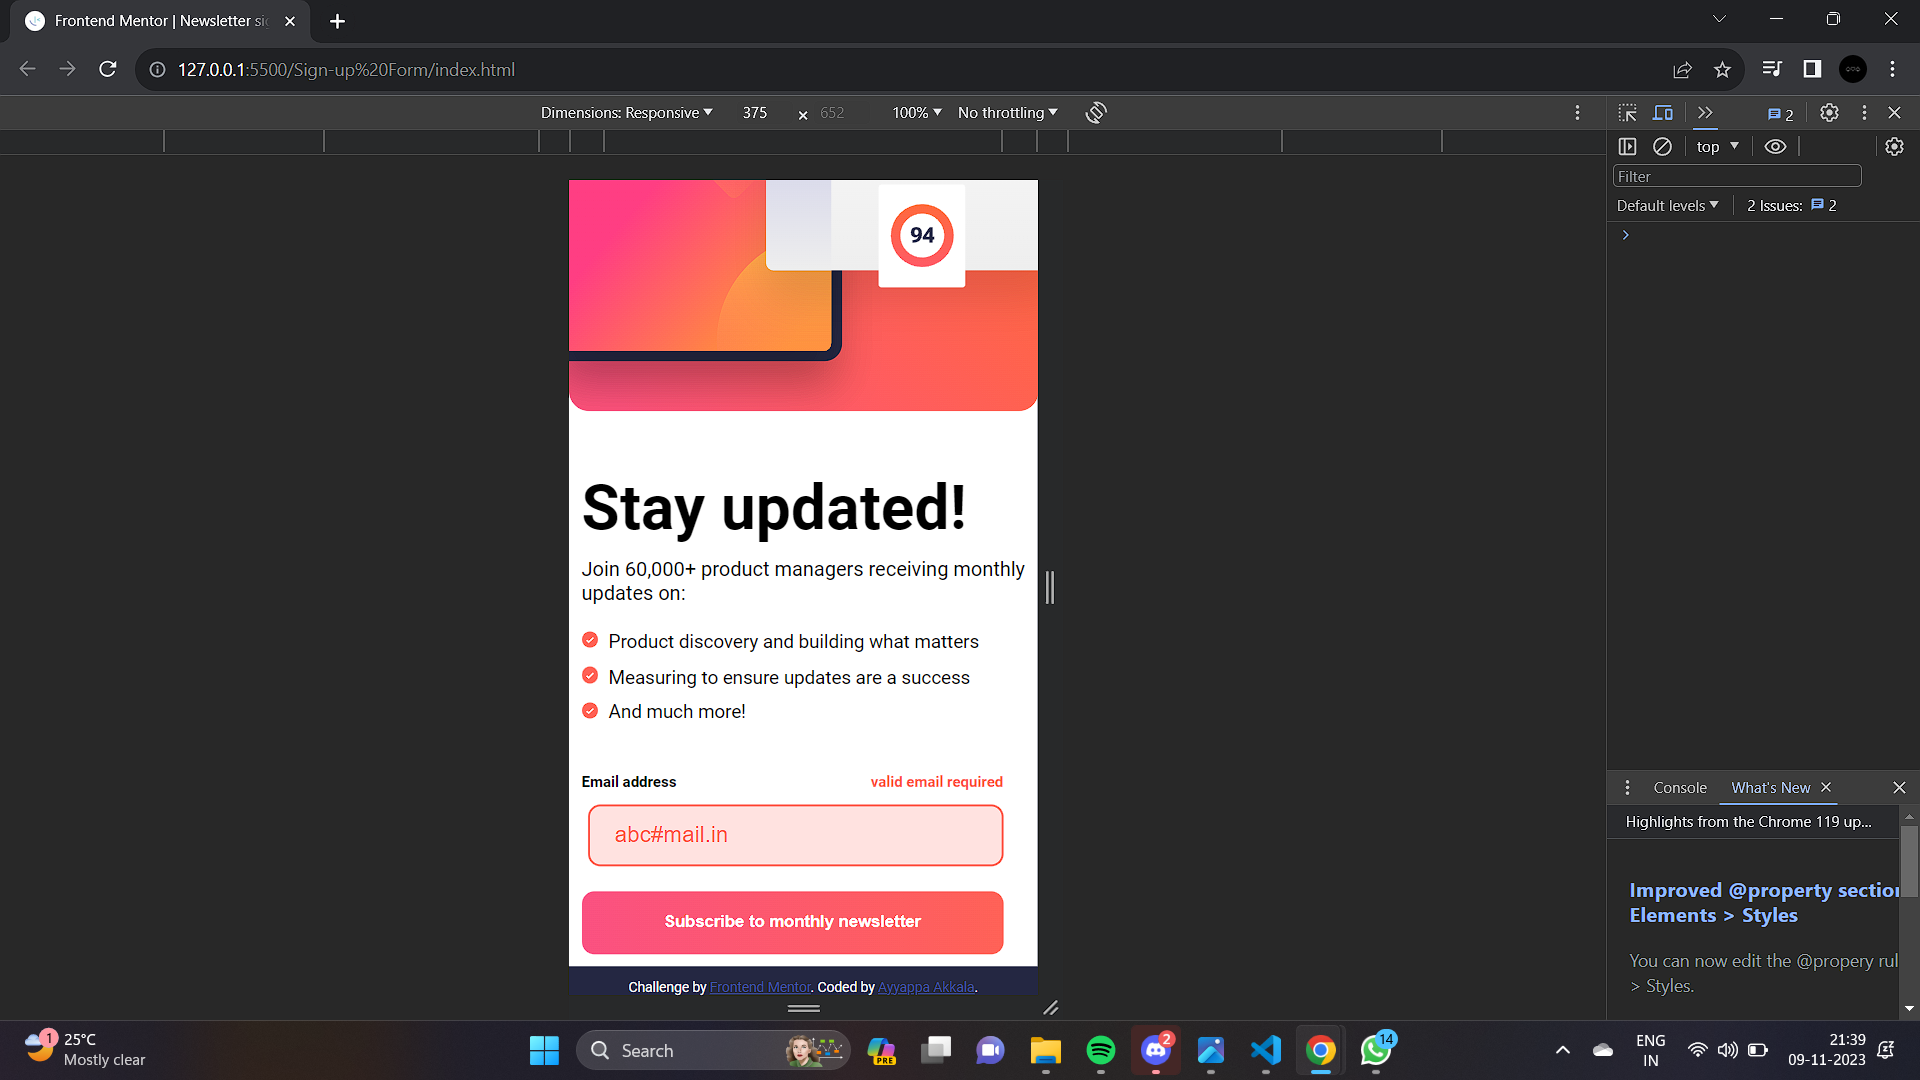 Frontend Mentor | Newsletter si
127.0.0.1:5500/Sign-up%20Form/index.html
Dimensions: Responsive 375 × 652 100% No throttling
2
top
Filter
Default levels 2 Issues: 2
94
Stay updated!
Join 60,000+ product managers receiving monthly
updates on:
Product discovery and building what matters
Measuring to ensure updates are a success
And much more!
Email address valid email required
abc#mail.in
Subscribe to monthly newsletter
Challenge by Frontend Mentor. Coded by Ayyappa Akkala.
Console What's New
Highlights from the Chrome 119 up...
Improved @property section
Elements > Styles
You can now edit the @propery rul
> Styles.
1 25°C
Mostly clear
Search
PRE
2
14
ENG
IN
21:39
09-11-2023